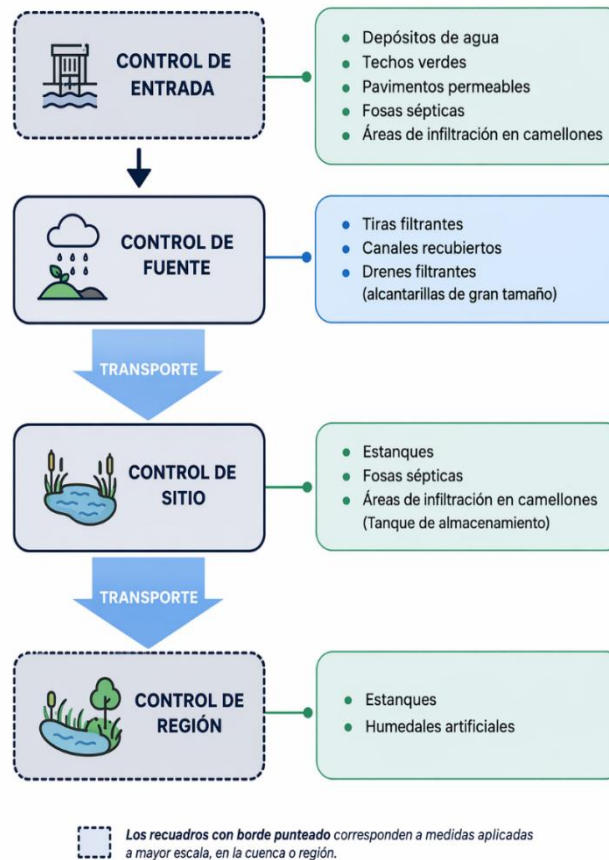 CONTROL DE
ENTRADA
Depósitos de agua
Techos verdes
Pavimentos permeables
Fosas sépticas
Áreas de infiltración en camellones
CONTROL DE
FUENTE
Tiras filtrantes
Canales recubiertos
Drenes filtrantes
(alcantarillas de gran tamaño)
TRANSPORTE
CONTROL DE
SITIO
Estanques
Fosas sépticas
Áreas de infiltración en camellones
(Tanque de almacenamiento)
TRANSPORTE
CONTROL DE
REGIÓN
Estanques
Humedales artificiales
Los recuadros con borde punteado corresponden a medidas aplicadas
a mayor escala, en la cuenca o región.